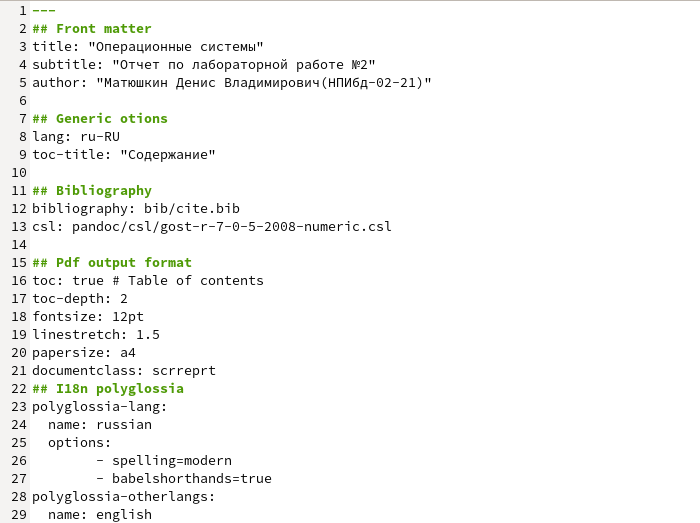 1 ---
2 ## Front matter
3 title: "Операционные системы"
4 subtitle: "Отчет по лабораторной работе №2"
5 author: "Матюшкин Денис Владимирович(НПИбд-02-21)"
6
7 ## Generic otions
8 lang: ru-RU
9 toc-title: "Содержание"
10
11 ## Bibliography
12 bibliography: bib/cite.bib
13 csl: pandoc/csl/gost-r-7-0-5-2008-numeric.csl
14
15 ## Pdf output format
16 toc: true # Table of contents
17 toc-depth: 2
18 fontsize: 12pt
19 linestretch: 1.5
20 papersize: a4
21 documentclass: scrreprt
22 ## I18n polyglossia
23 polyglossia-lang:
24   name: russian
25   options:
26         - spelling=modern
27         - babelshorthands=true
28 polyglossia-otherlangs:
29   name: english